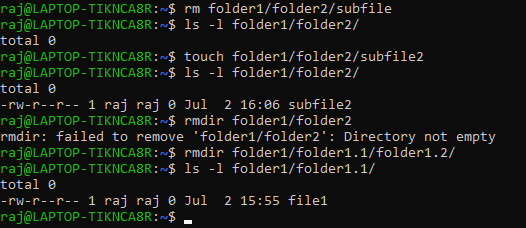 raj@LAPTOP-TIKNCA8R:~$ rm folder1/folder2/subfile
raj@LAPTOP-TIKNCA8R:~$ ls -l folder1/folder2/
total 0
raj@LAPTOP-TIKNCA8R:~$ touch folder1/folder2/subfile2
raj@LAPTOP-TIKNCA8R:~$ ls -l folder1/folder2/
total 0
-rw-r--r-- 1 raj raj 0 Jul  2 16:06 subfile2
raj@LAPTOP-TIKNCA8R:~$ rmdir folder1/folder2
rmdir: failed to remove 'folder1/folder2': Directory not empty
raj@LAPTOP-TIKNCA8R:~$ rmdir folder1/folder1.1/folder1.2/
raj@LAPTOP-TIKNCA8R:~$ ls -l folder1/folder1.1/
total 0
-rw-r--r-- 1 raj raj 0 Jul  2 15:55 file1
raj@LAPTOP-TIKNCA8R:~$